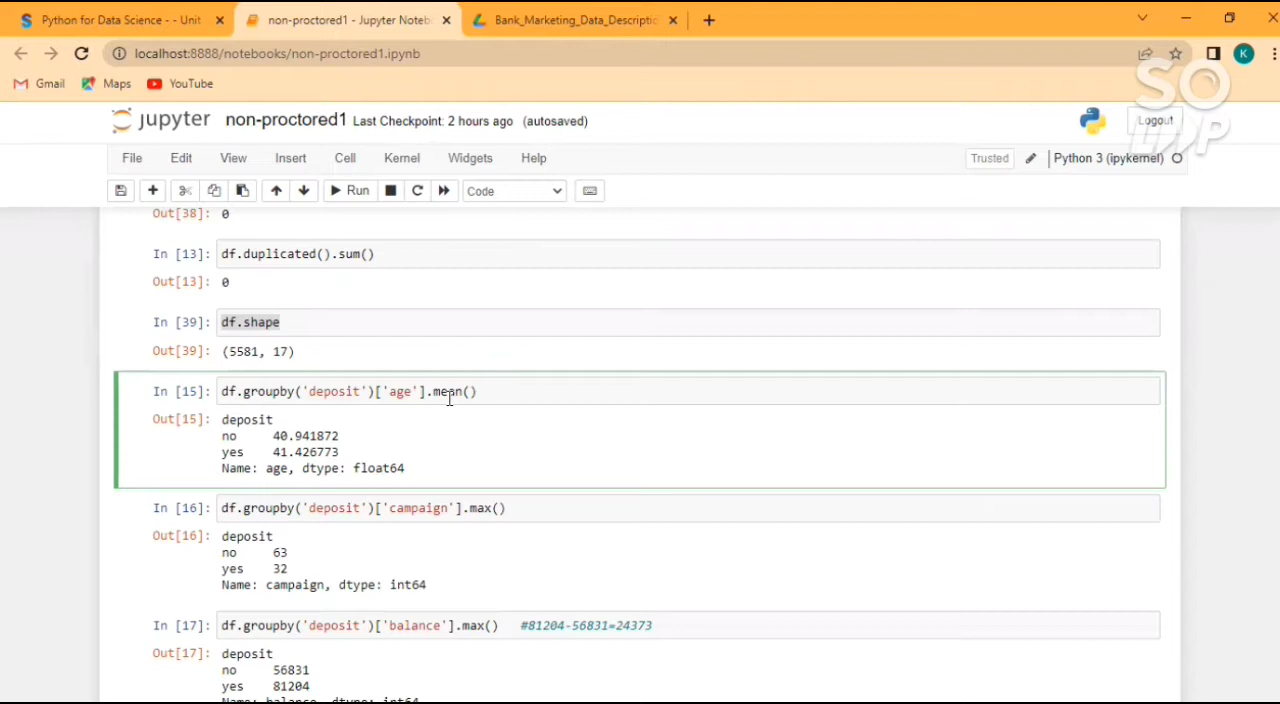 Python for Data Science - - Unit
non-proctored1 - Jupyter Noteb
Bank_Marketing_Data_Descriptio
localhost:8888/notebooks/non-proctored1.ipynb
K
Gmail Maps YouTube
SO
jupyter non-proctored1 Last Checkpoint: 2 hours ago (autosaved)
Logout
File Edit View Insert Cell Kernel Widgets Help
Trusted Python 3 (ipykernel)
Run Code
Out[38]: 0
In [13]: df.duplicated().sum()
Out[13]: 0
In [39]: df.shape
Out[39]: (5581, 17)
In [15]: df.groupby('deposit')['age'].mean()
Out[15]: deposit
no 40.941872
yes 41.426773
Name: age, dtype: float64
In [16]: df.groupby('deposit')['campaign'].max()
Out[16]: deposit
no 63
yes 32
Name: campaign, dtype: int64
In [17]: df.groupby('deposit')['balance'].max() #81204-56831=24373
Out[17]: deposit
no 56831
yes 81204
Name: balance, dtype: int64